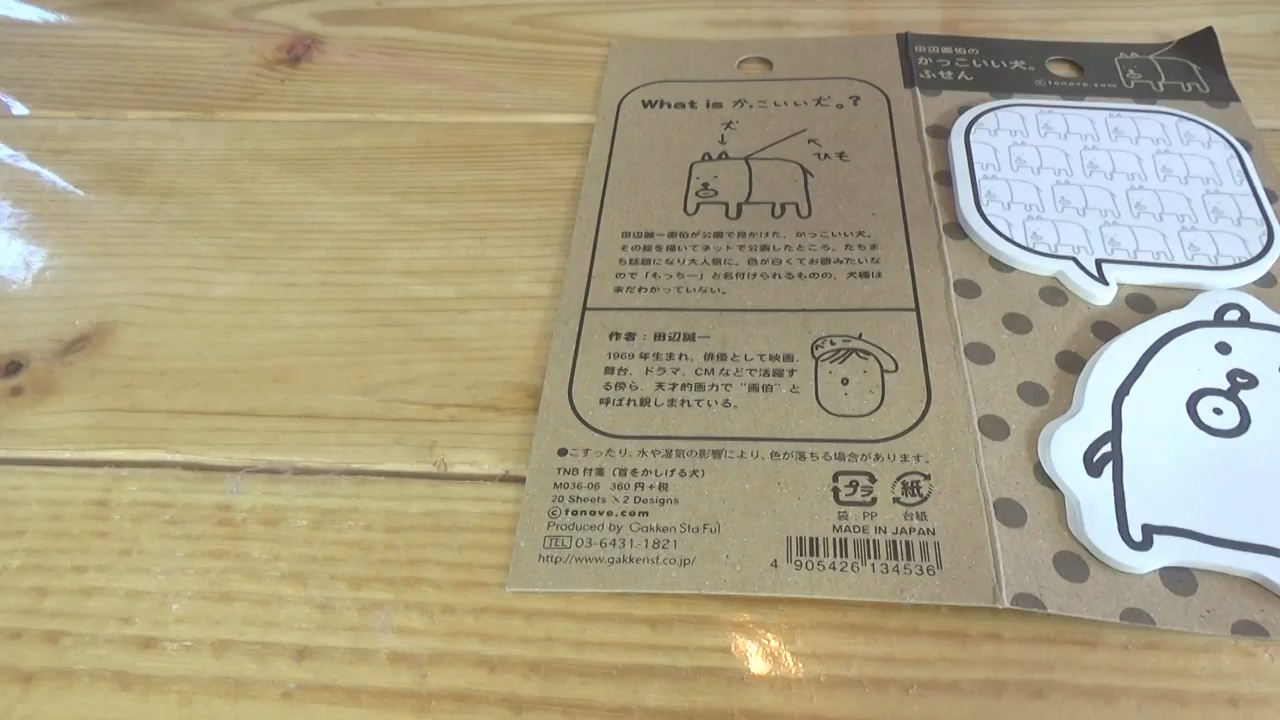 What is かっこいい犬。?
犬
ひも
田辺誠一画伯が公園で見かけた、かっこいい犬。
その絵を描いてネットで公開したところ、たちま
ち話題になり大人気に。色が白くてお餅みたいな
ので「もっちー」と名付けられるものの、犬種は
未だわかっていない。
作者:田辺誠一
1969年生まれ。俳優として映画、
舞台、ドラマ、CMなどで活躍す
る傍ら、天才的画力で“画伯”と
呼ばれ親しまれている。
ベレー
●こすったり、水や湿気の影響により、色が落ちる場合があります。
TNB 付箋(首をかしげる犬)
M036-06 360円+税
20 Sheets×2 Designs
©tanave.com
Produced by Gakken Sta:Ful
TEL 03-6431-1821
http://www.gakkensf.co.jp/
プラ
紙
袋:PP
台紙
MADE IN JAPAN
4 905426 134536
田辺画伯の
かっこいい犬。
ふせん
©tanave.com